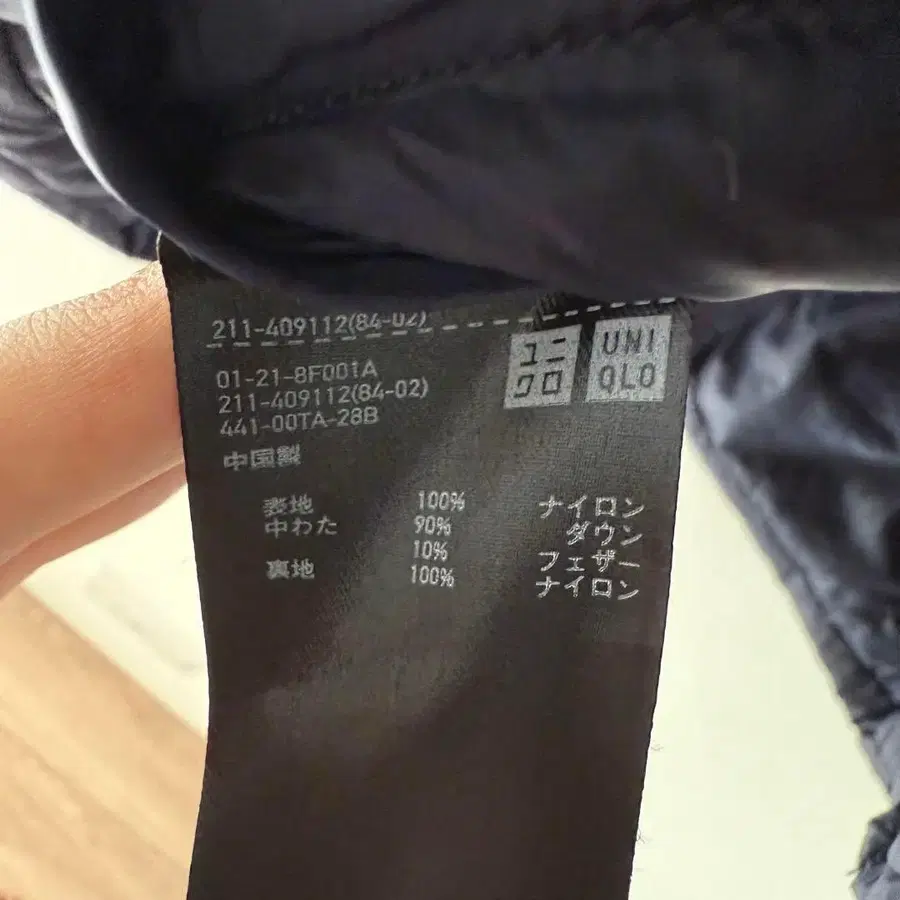 211-409112(84-02)
ユニ
クロ
UNI
QLO
01-21-8F001A
211-409112(84-02)
441-00TA-28B
中国製
表地 100% ナイロン
中わた 90% ダウン
10% フェザー
裏地 100% ナイロン